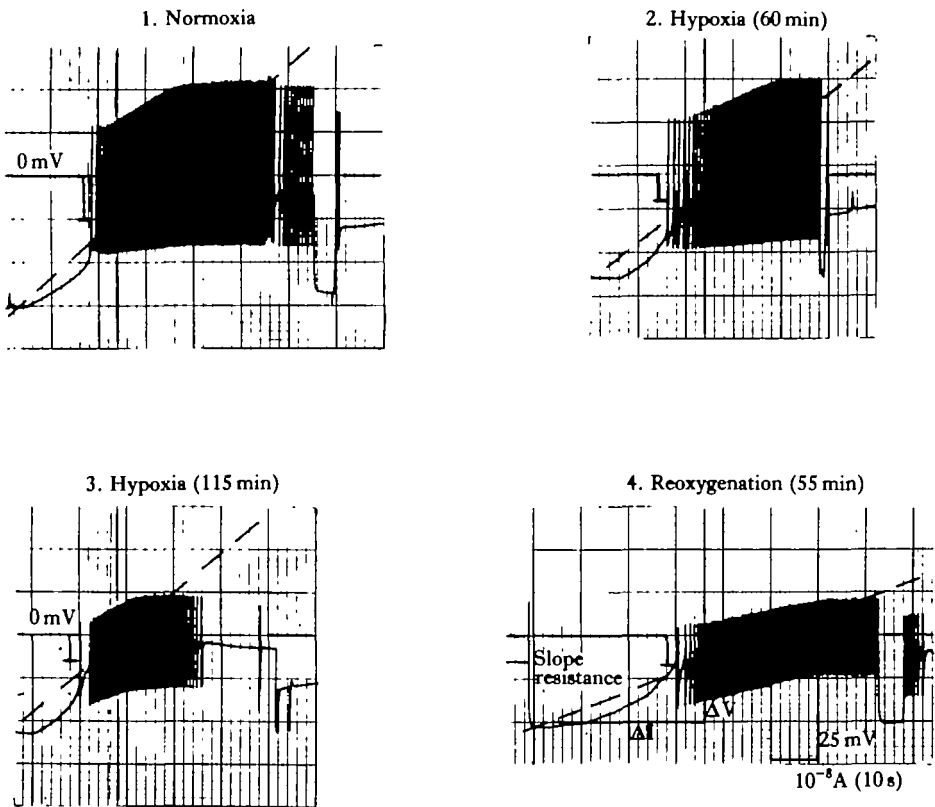 1. Normoxia
2. Hypoxia (60 min)
0 mV
3. Hypoxia (115 min)
4. Reoxygenation (55 min)
0 mV
Slope
resistance
ΔI
ΔV
25 mV
10⁻⁸A (10 s)